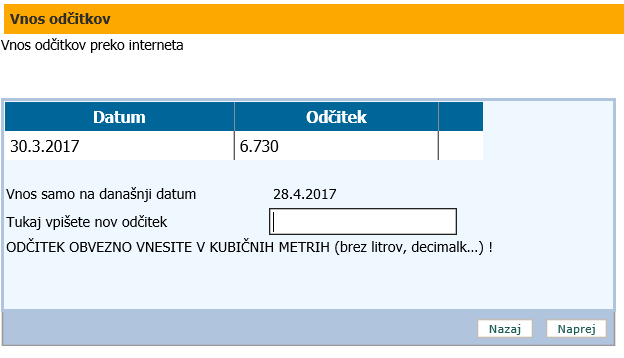 Vnos odčitkov
Vnos odčitkov preko interneta
Datum Odčitek
30.3.2017 6.730
Vnos samo na današnji datum 28.4.2017
Tukaj vpišete nov odčitek
ODČITEK OBVEZNO VNESITE V KUBIČNIH METRIH (brez litrov, decimalk...) !
Nazaj Naprej